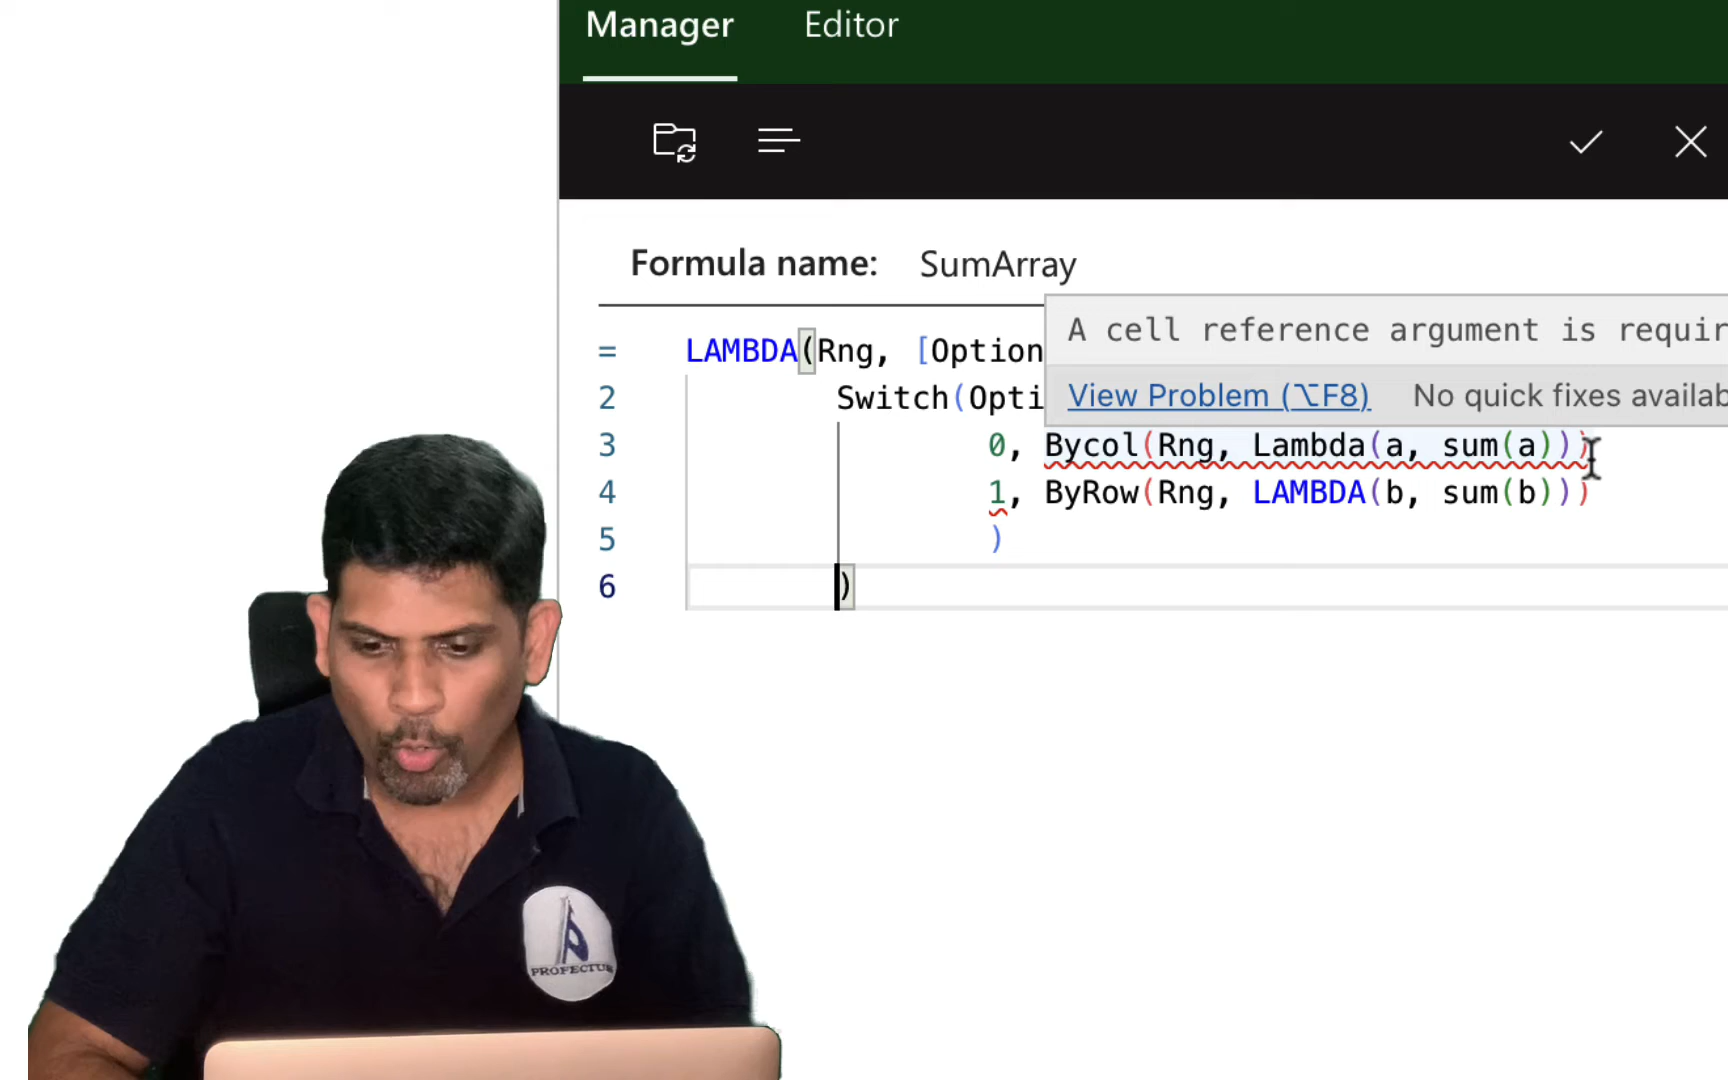 Manager Editor
Formula name: SumArray
A cell reference argument is requir
= LAMBDA(Rng, [Option
View Problem (⌥F8) No quick fixes availab
2 Switch(Opti
3 0, Bycol(Rng, Lambda(a, sum(a)))
4 1, ByRow(Rng, LAMBDA(b, sum(b)))
5 )
6 )
PROFECTUS